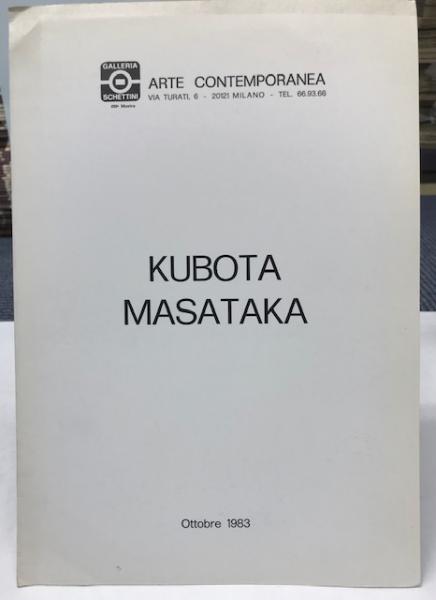 GALLERIA
SCHETTINI
ARTE CONTEMPORANEA
VIA TURATI, 6 - 20121 MILANO - TEL. 66.93.66
KUBOTA
MASATAKA
Ottobre 1983